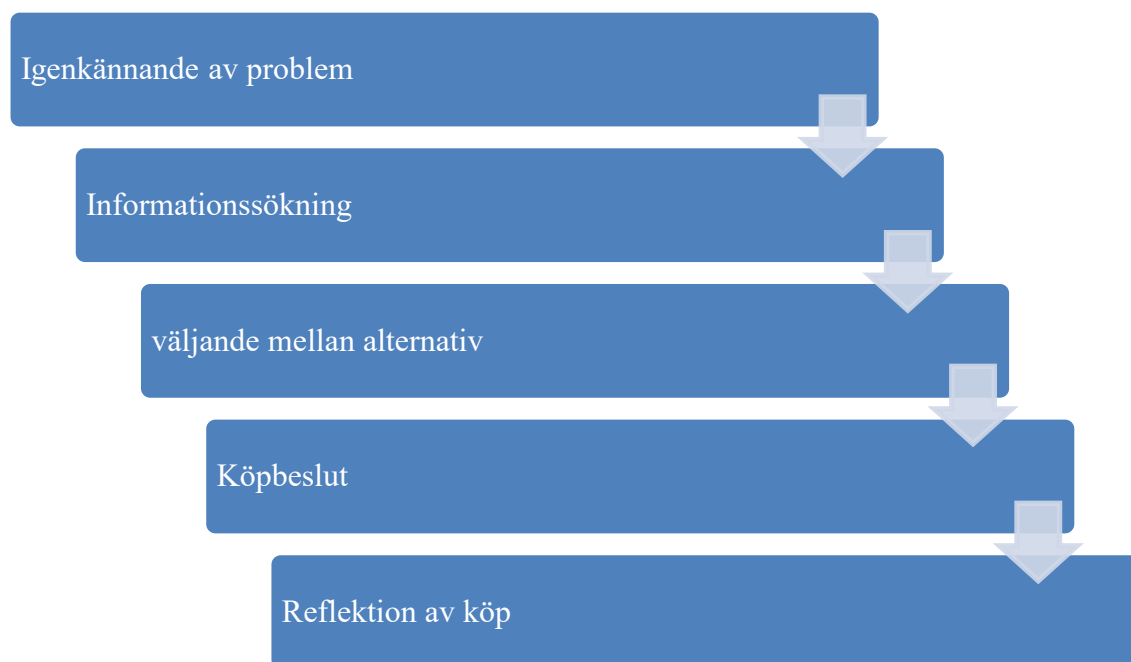 Igenkännande av problem
Informationssökning
väljande mellan alternativ
Köpbeslut
Reflektion av köp